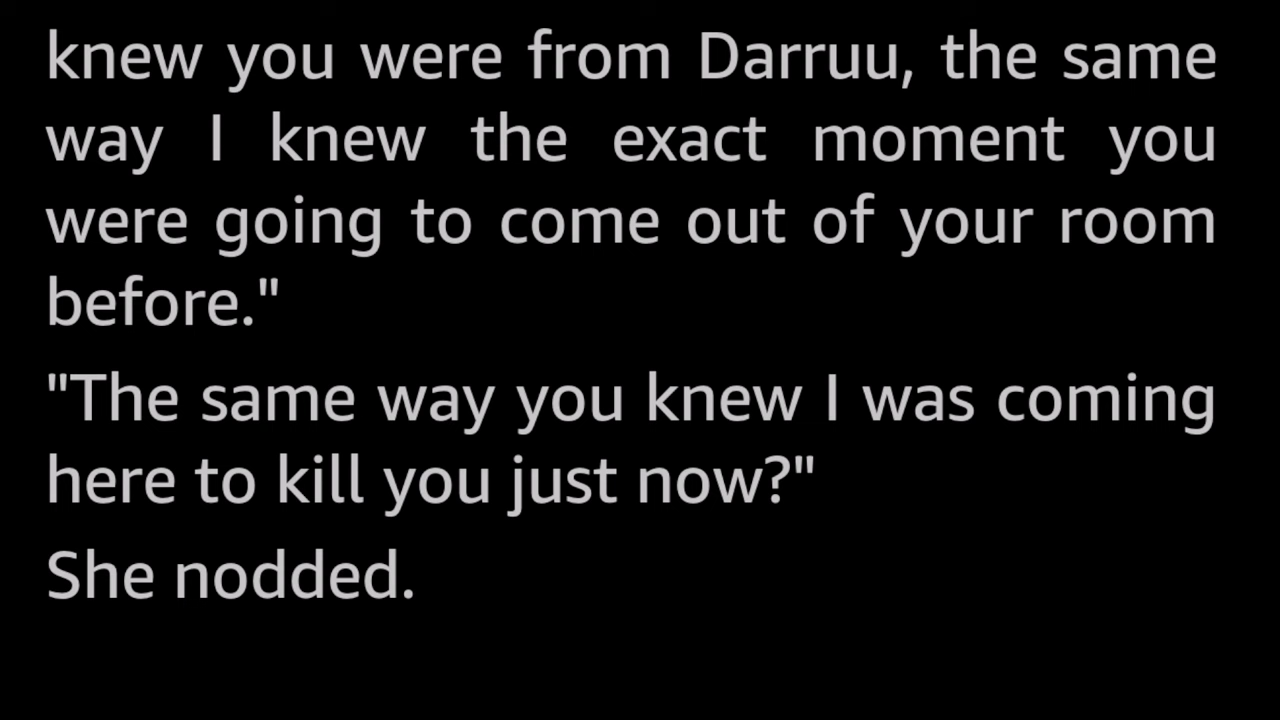 knew you were from Darruu, the same
way I knew the exact moment you
were going to come out of your room
before."
"The same way you knew I was coming
here to kill you just now?"
She nodded.